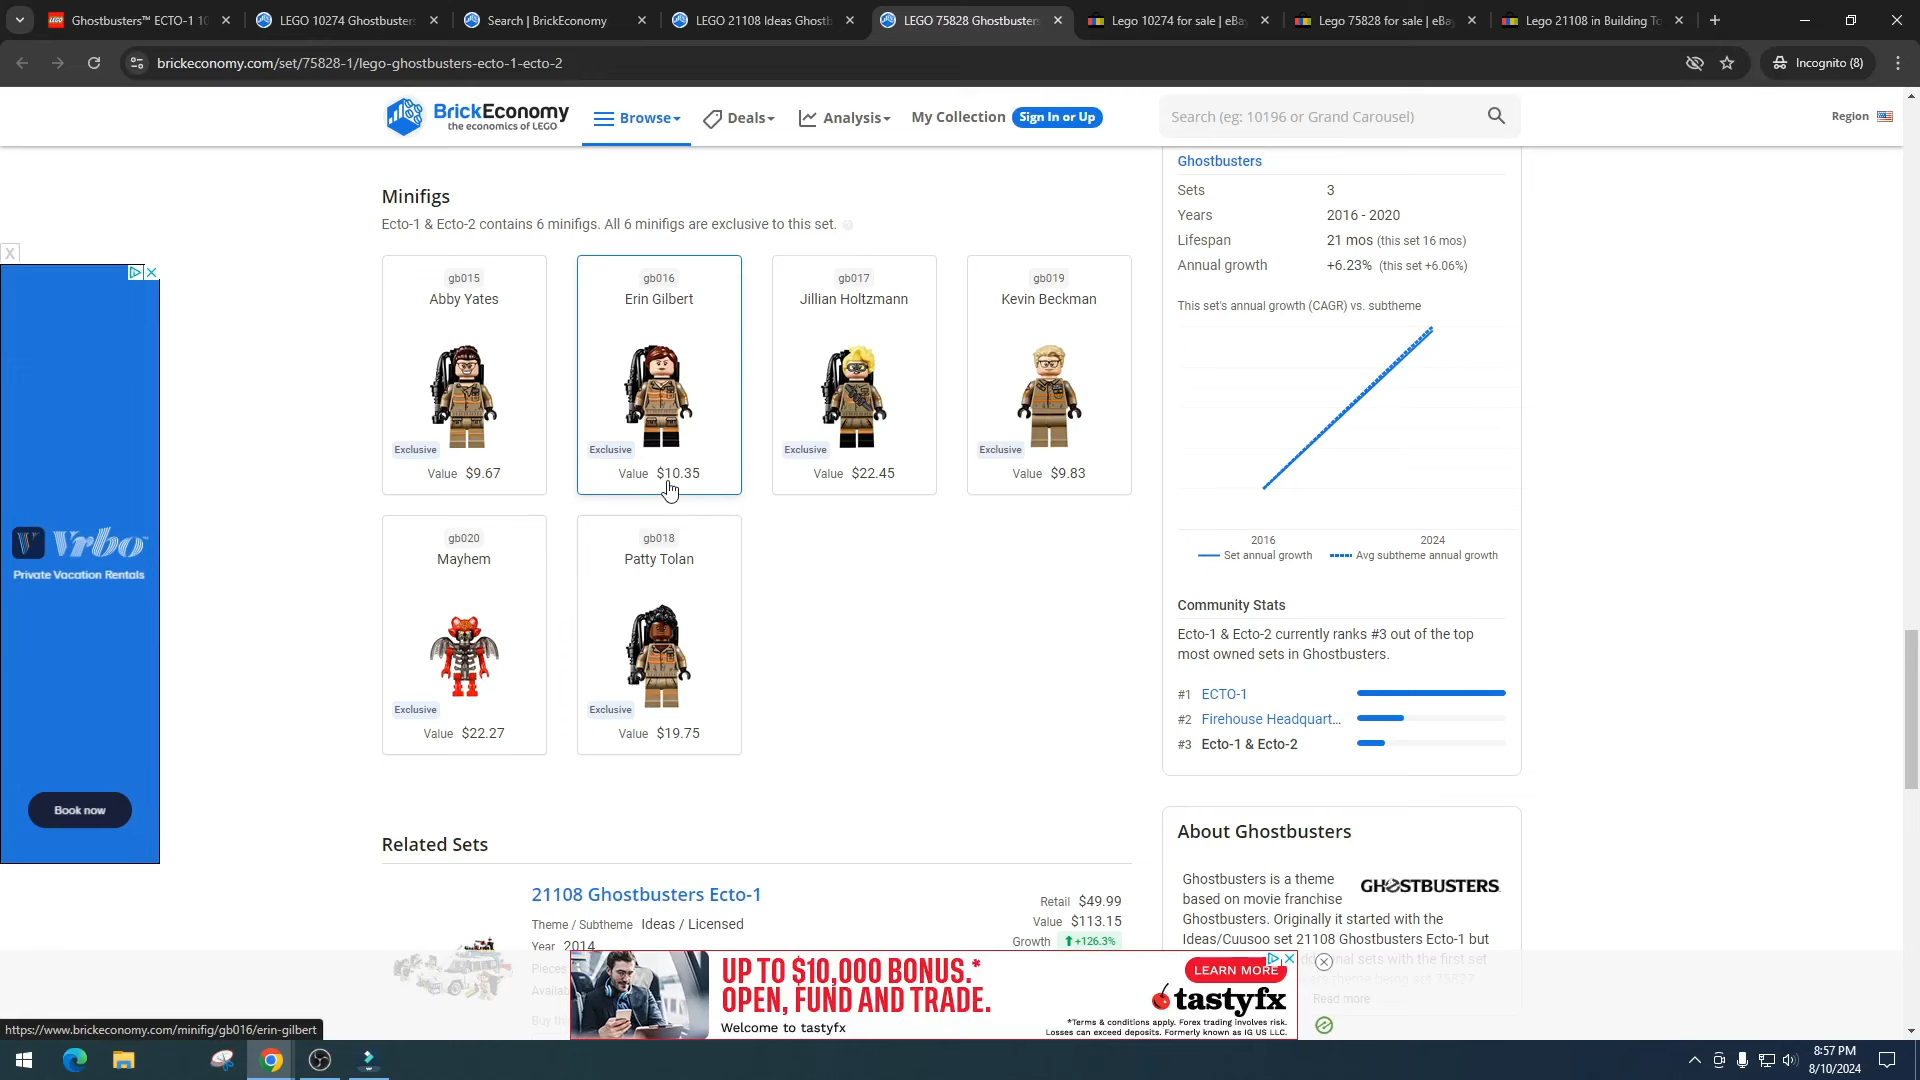 Ghostbusters™ ECTO-1 10
LEGO 10274 Ghostbusters
Search | BrickEconomy
LEGO 21108 Ideas Ghostb
LEGO 75828 Ghostbusters
Lego 10274 for sale | eBay
Lego 75828 for sale | eBay
Lego 21108 in Building To
brickeconomy.com/set/75828-1/lego-ghostbusters-ecto-1-ecto-2
Incognito (8)
BrickEconomy
the economics of LEGO
Browse
Deals
Analysis
My Collection
Sign In or Up
Search (eg: 10196 or Grand Carousel)
Region
Minifigs
Ecto-1 & Ecto-2 contains 6 minifigs. All 6 minifigs are exclusive to this set.
gb015
Abby Yates
Exclusive
Value $9.67
gb016
Erin Gilbert
Exclusive
Value $10.35
gb017
Jillian Holtzmann
Exclusive
Value $22.45
gb019
Kevin Beckman
Exclusive
Value $9.83
gb020
Mayhem
Exclusive
Value $22.27
gb018
Patty Tolan
Exclusive
Value $19.75
Related Sets
21108 Ghostbusters Ecto-1
Theme / Subtheme Ideas / Licensed
Year 2014
Pieces
Availab
Buy th
Retail $49.99
Value $113.15
Growth +126.3%
Ghostbusters
Sets 3
Years 2016 - 2020
Lifespan 21 mos (this set 16 mos)
Annual growth +6.23% (this set +6.06%)
This set's annual growth (CAGR) vs. subtheme
2016 2024
Set annual growth Avg subtheme annual growth
Community Stats
Ecto-1 & Ecto-2 currently ranks #3 out of the top
most owned sets in Ghostbusters.
#1 ECTO-1
#2 Firehouse Headquart...
#3 Ecto-1 & Ecto-2
About Ghostbusters
GHOSTBUSTERS
Ghostbusters is a theme
based on movie franchise
Ghostbusters. Originally it started with the
Ideas/Cuusoo set 21108 Ghostbusters Ecto-1 but
sets with the first set
theme being set 75827
Read more
X
Vrbo
Private Vacation Rentals
Book now
UP TO $10,000 BONUS.*
OPEN, FUND AND TRADE.
Welcome to tastyfx
LEARN MORE
tastyfx
*Terms & conditions apply. Forex trading involves risk.
Losses can exceed deposits. Formerly known as IG US LLC.
https://www.brickeconomy.com/minifig/gb016/erin-gilbert
8:57 PM
8/10/2024